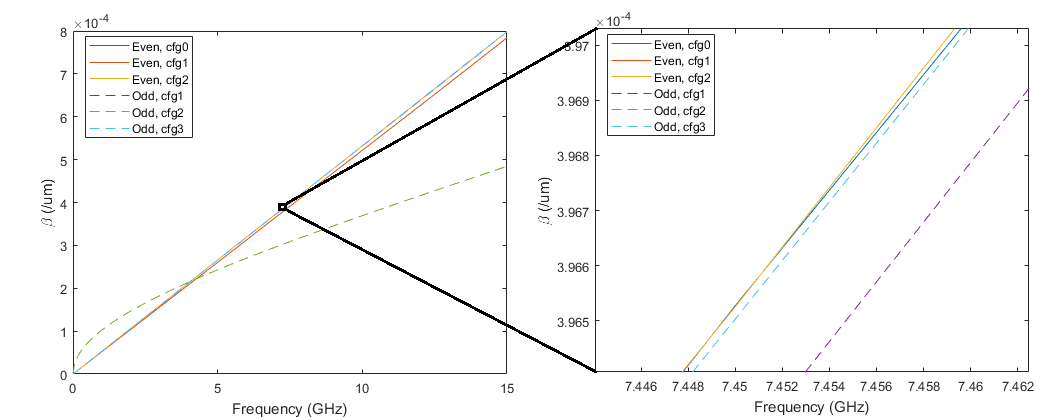 ×10⁻⁴
8
7
6
5
4
3
2
1
0
β (/um)
0 5 10 15
Frequency (GHz)
Even, cfg0
Even, cfg1
Even, cfg2
Odd, cfg1
Odd, cfg2
Odd, cfg3
×10⁻⁴
3.97
3.969
3.968
3.967
3.966
3.965
β (/um)
7.446 7.448 7.45 7.452 7.454 7.456 7.458 7.46 7.462
Frequency (GHz)
Even, cfg0
Even, cfg1
Even, cfg2
Odd, cfg1
Odd, cfg2
Odd, cfg3